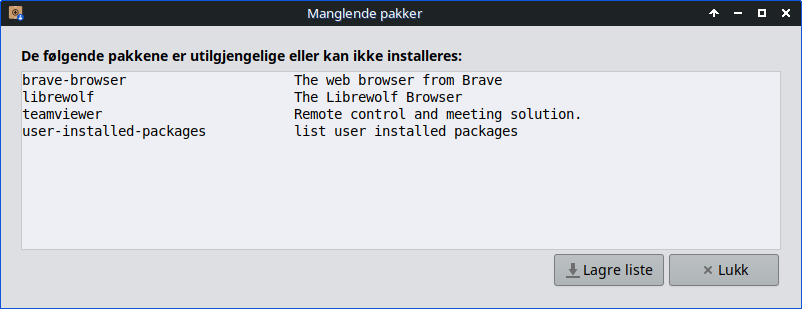 Manglende pakker
De følgende pakkene er utilgjengelige eller kan ikke installeres:
brave-browser The web browser from Brave
librewolf The Librewolf Browser
teamviewer Remote control and meeting solution.
user-installed-packages list user installed packages
Lagre liste Lukk